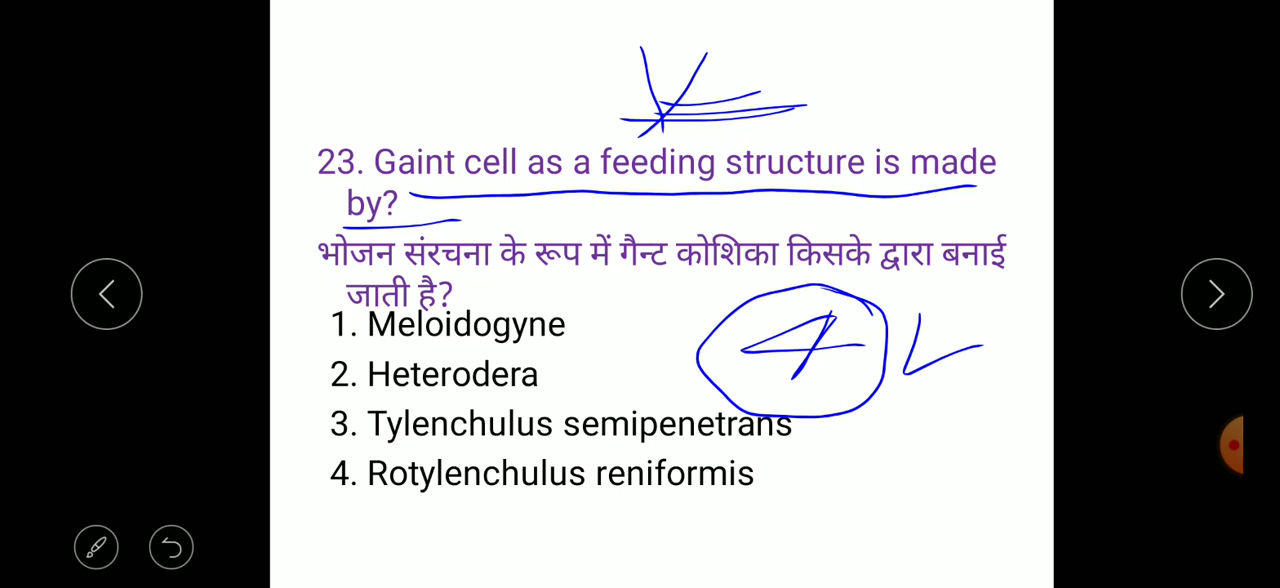 23. Gaint cell as a feeding structure is made
by?
भोजन संरचना के रूप में गैन्ट कोशिका किसके द्वारा बनाई
जाती है?
1. Meloidogyne
4
2. Heterodera
3. Tylenchulus semipenetrans
4. Rotylenchulus reniformis